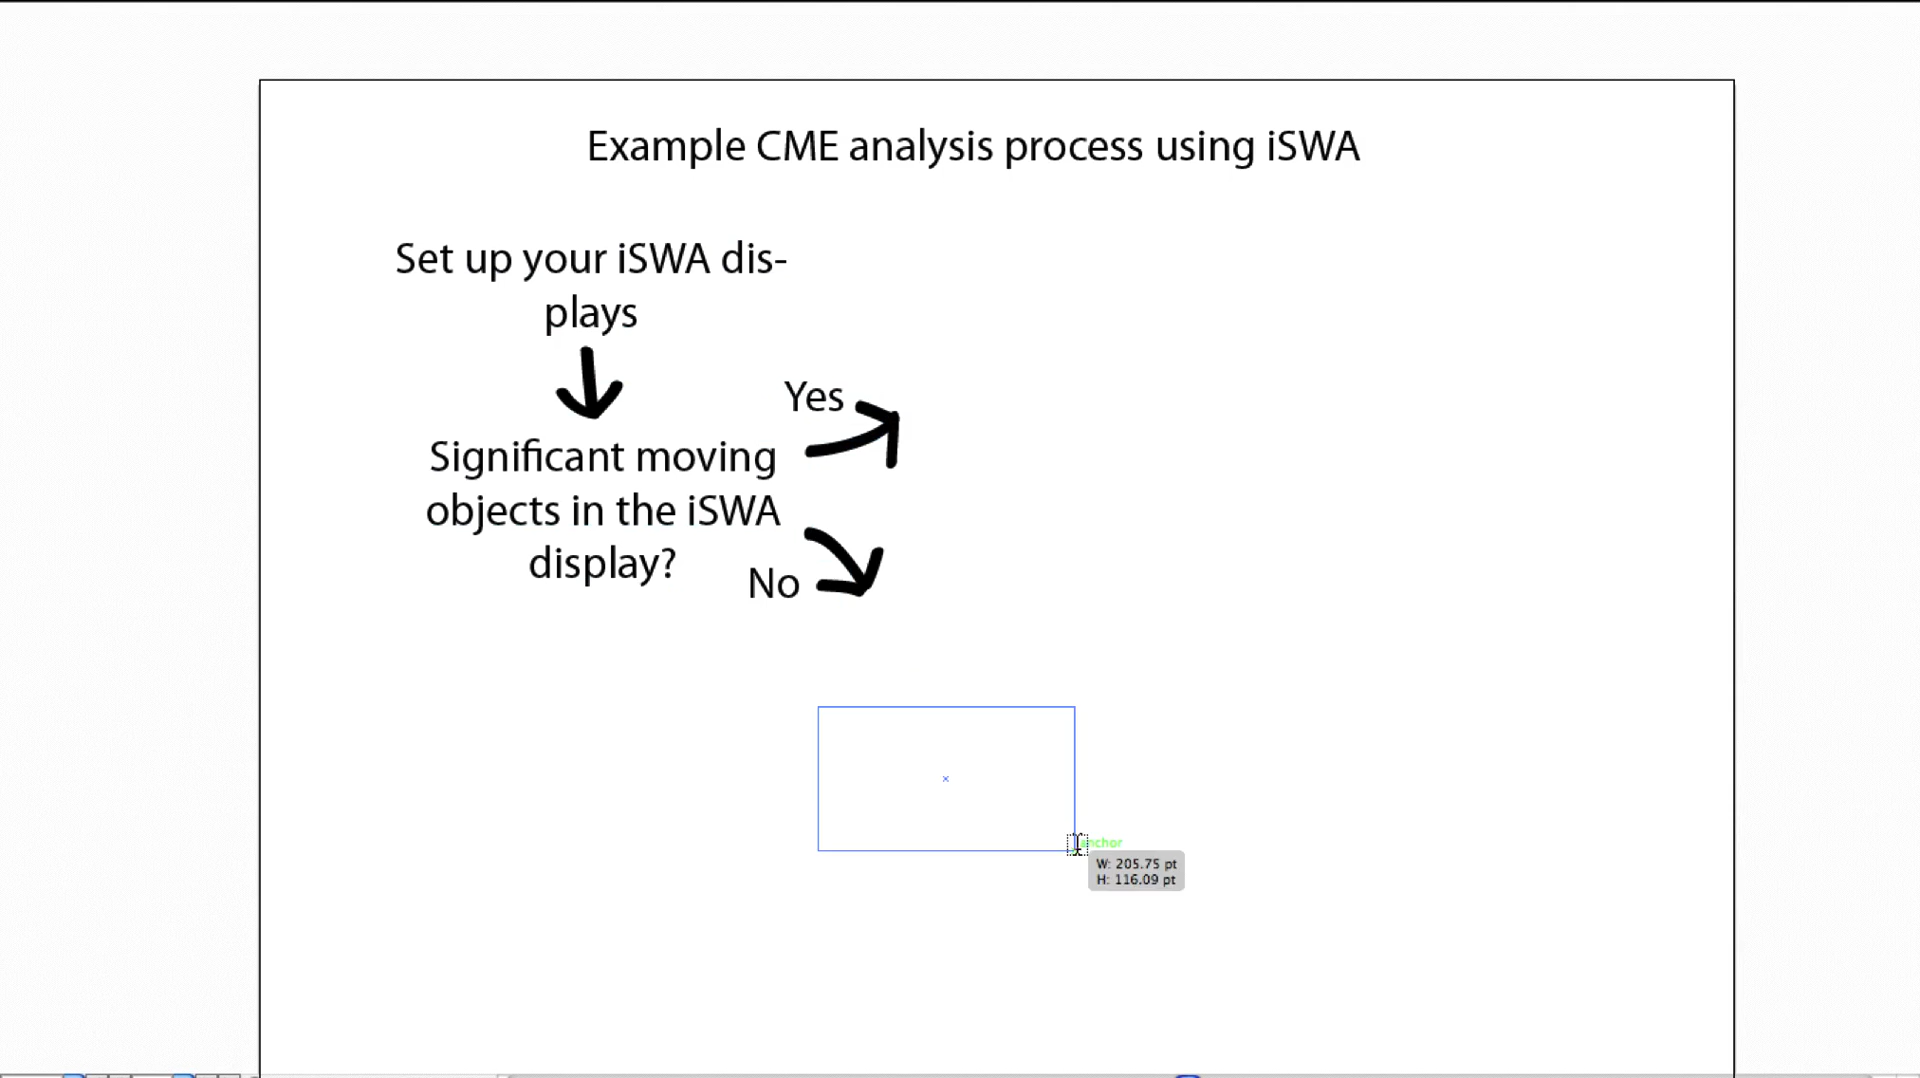 Example CME analysis process using iSWA
Set up your iSWA dis-
plays
Yes
Significant moving
objects in the iSWA
display?
No
anchor
W: 205.75 pt
H: 116.09 pt